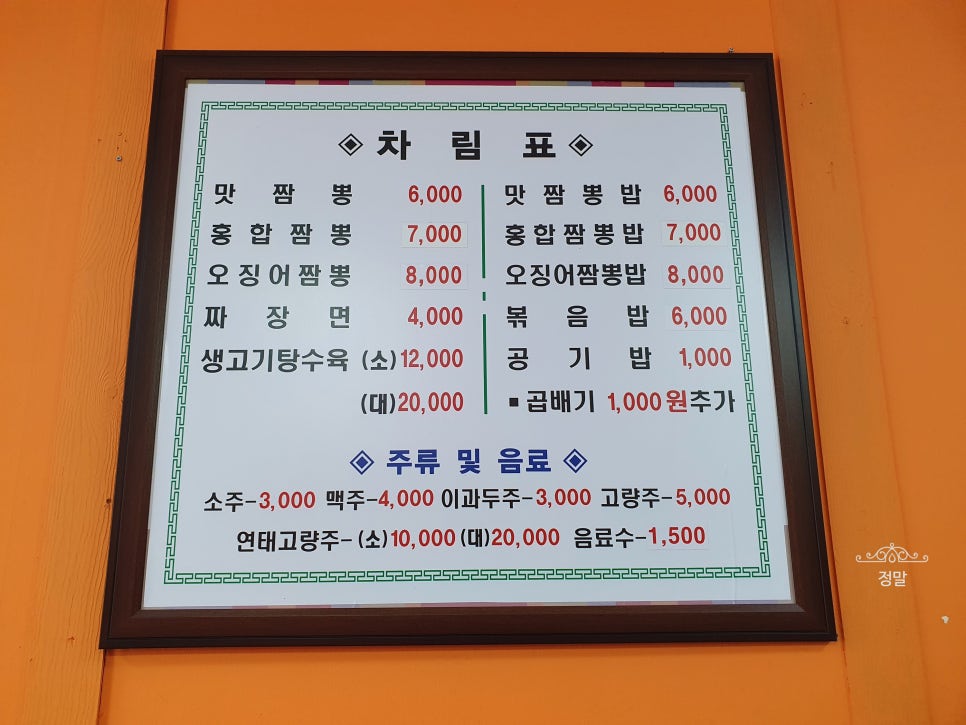 ◈ 차 림 표 ◈
맛 짬 뽕 6,000
홍 합 짬 뽕 7,000
오 징 어 짬 뽕 8,000
짜 장 면 4,000
생고기탕수육 (소)12,000
(대)20,000
맛 짬 뽕 밥 6,000
홍 합 짬 뽕 밥 7,000
오징어짬뽕밥 8,000
볶 음 밥 6,000
공 기 밥 1,000
▪곱배기 1,000원추가
◈ 주류 및 음료 ◈
소주-3,000 맥주-4,000 이과두주-3,000 고량주-5,000
연태고량주-(소)10,000(대)20,000 음료수-1,500
정말